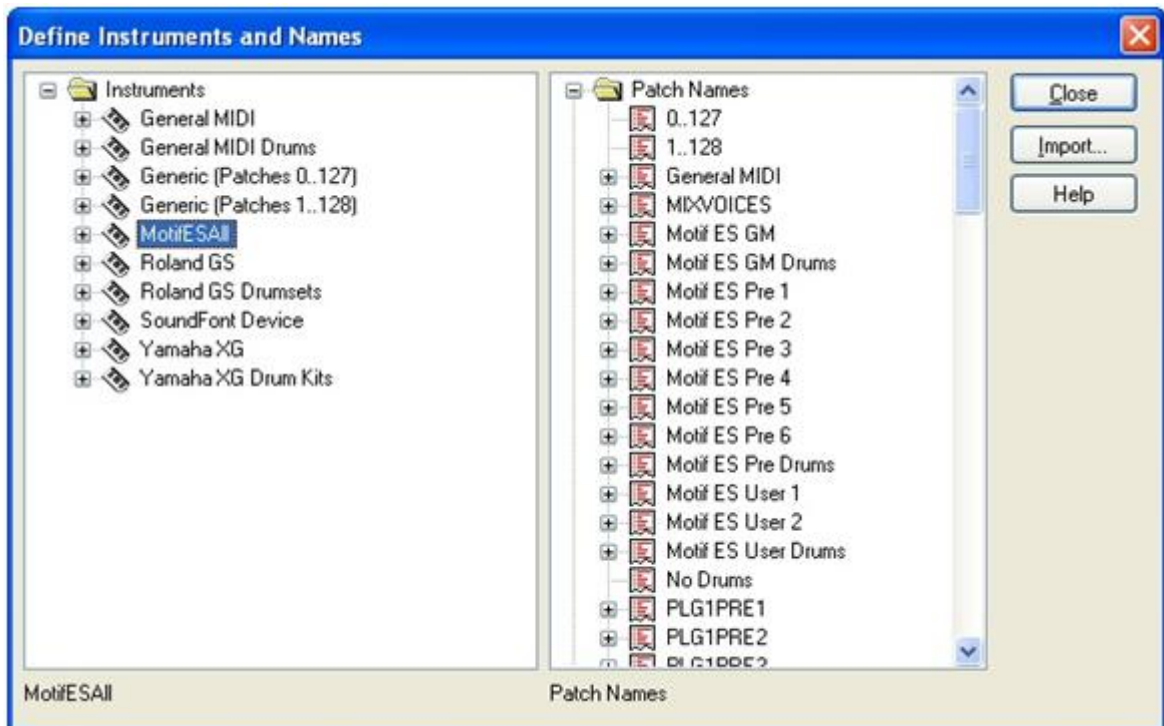 Define Instruments and Names
Instruments
General MIDI
General MIDI Drums
Generic (Patches 0..127)
Generic (Patches 1..128)
MotifESAll
Roland GS
Roland GS Drumsets
SoundFont Device
Yamaha XG
Yamaha XG Drum Kits
MotifESAll
Patch Names
0..127
1..128
General MIDI
MIXVOICES
Motif ES GM
Motif ES GM Drums
Motif ES Pre 1
Motif ES Pre 2
Motif ES Pre 3
Motif ES Pre 4
Motif ES Pre 5
Motif ES Pre 6
Motif ES Pre Drums
Motif ES User 1
Motif ES User 2
Motif ES User Drums
No Drums
PLG1PRE1
PLG1PRE2
PLG1PRE3
Patch Names
Close
Import...
Help